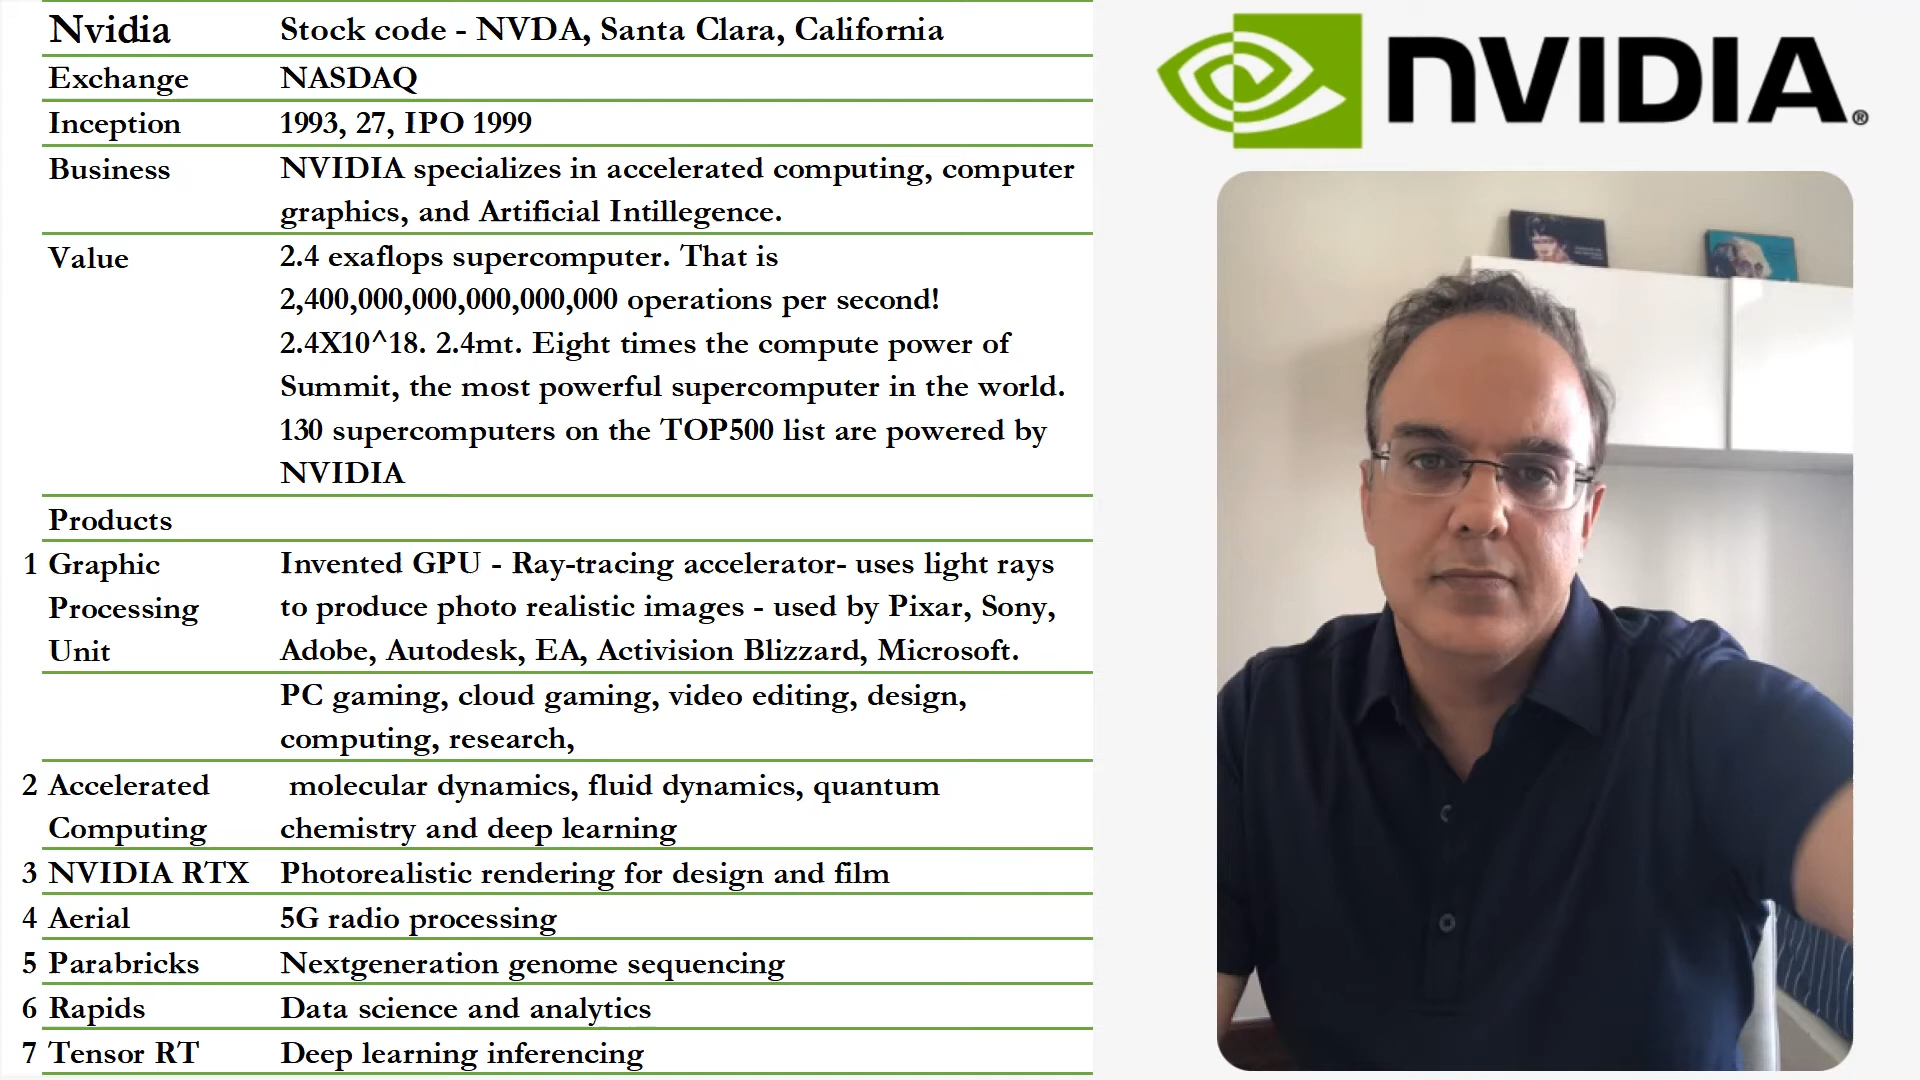 Nvidia Stock code - NVDA, Santa Clara, California
Exchange NASDAQ
Inception 1993, 27, IPO 1999
Business NVIDIA specializes in accelerated computing, computer
graphics, and Artificial Intillegence.
Value 2.4 exaflops supercomputer. That is
2,400,000,000,000,000,000 operations per second!
2.4X10^18. 2.4mt. Eight times the compute power of
Summit, the most powerful supercomputer in the world.
130 supercomputers on the TOP500 list are powered by
NVIDIA
Products
1 Graphic Invented GPU - Ray-tracing accelerator- uses light rays
Processing to produce photo realistic images - used by Pixar, Sony,
Unit Adobe, Autodesk, EA, Activision Blizzard, Microsoft.
PC gaming, cloud gaming, video editing, design,
computing, research,
2 Accelerated molecular dynamics, fluid dynamics, quantum
Computing chemistry and deep learning
3 NVIDIA RTX Photorealistic rendering for design and film
4 Aerial 5G radio processing
5 Parabricks Nextgeneration genome sequencing
6 Rapids Data science and analytics
7 Tensor RT Deep learning inferencing
NVIDIA®